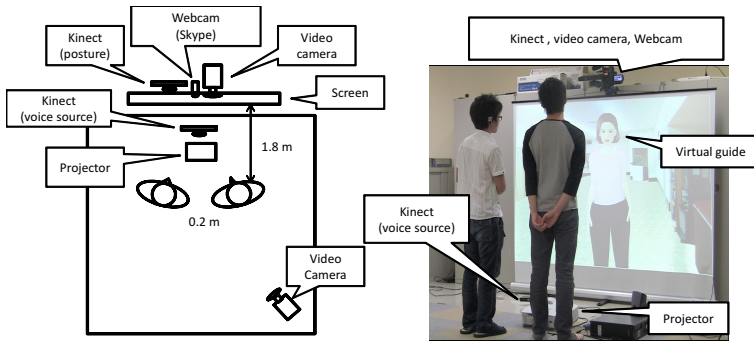 Kinect
(posture)
Webcam
(Skype)
Video
camera
Screen
Kinect
(voice source)
1.8 m
Projector
0.2 m
Video
Camera
Kinect , video camera, Webcam
Virtual guide
Kinect
(voice source)
Projector